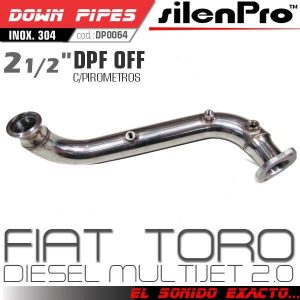 DOWN PIPES
silenPro®
INOX. 304
cod.: DP0064
2 1/2" DPF OFF
C/PIROMETROS
FIAT TORO
DIESEL MULTIJET 2.0
EL SONIDO EXACTO...